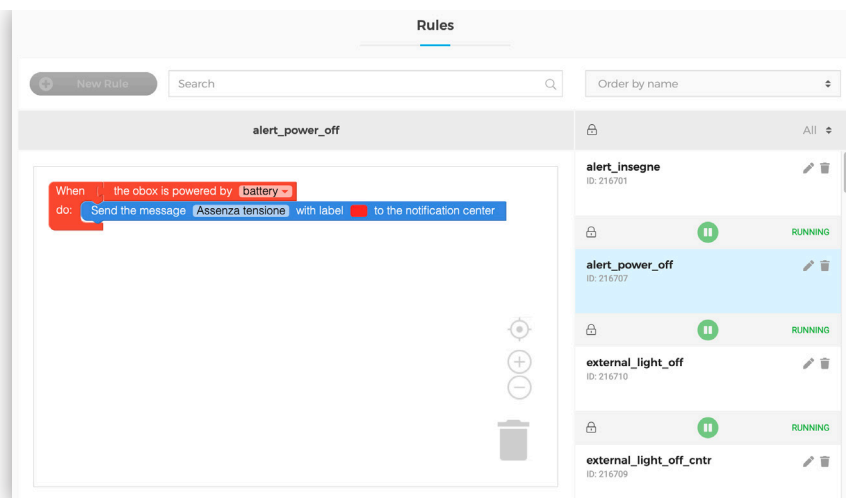 Rules
New Rule
Search
Order by name
alert_power_off
All
When the obox is powered by battery
do: Send the message Assenza tensione with label to the notification center
alert_insegne
ID: 216701
RUNNING
alert_power_off
ID: 216707
RUNNING
external_light_off
ID: 216710
RUNNING
external_light_off_cntr
ID: 216709